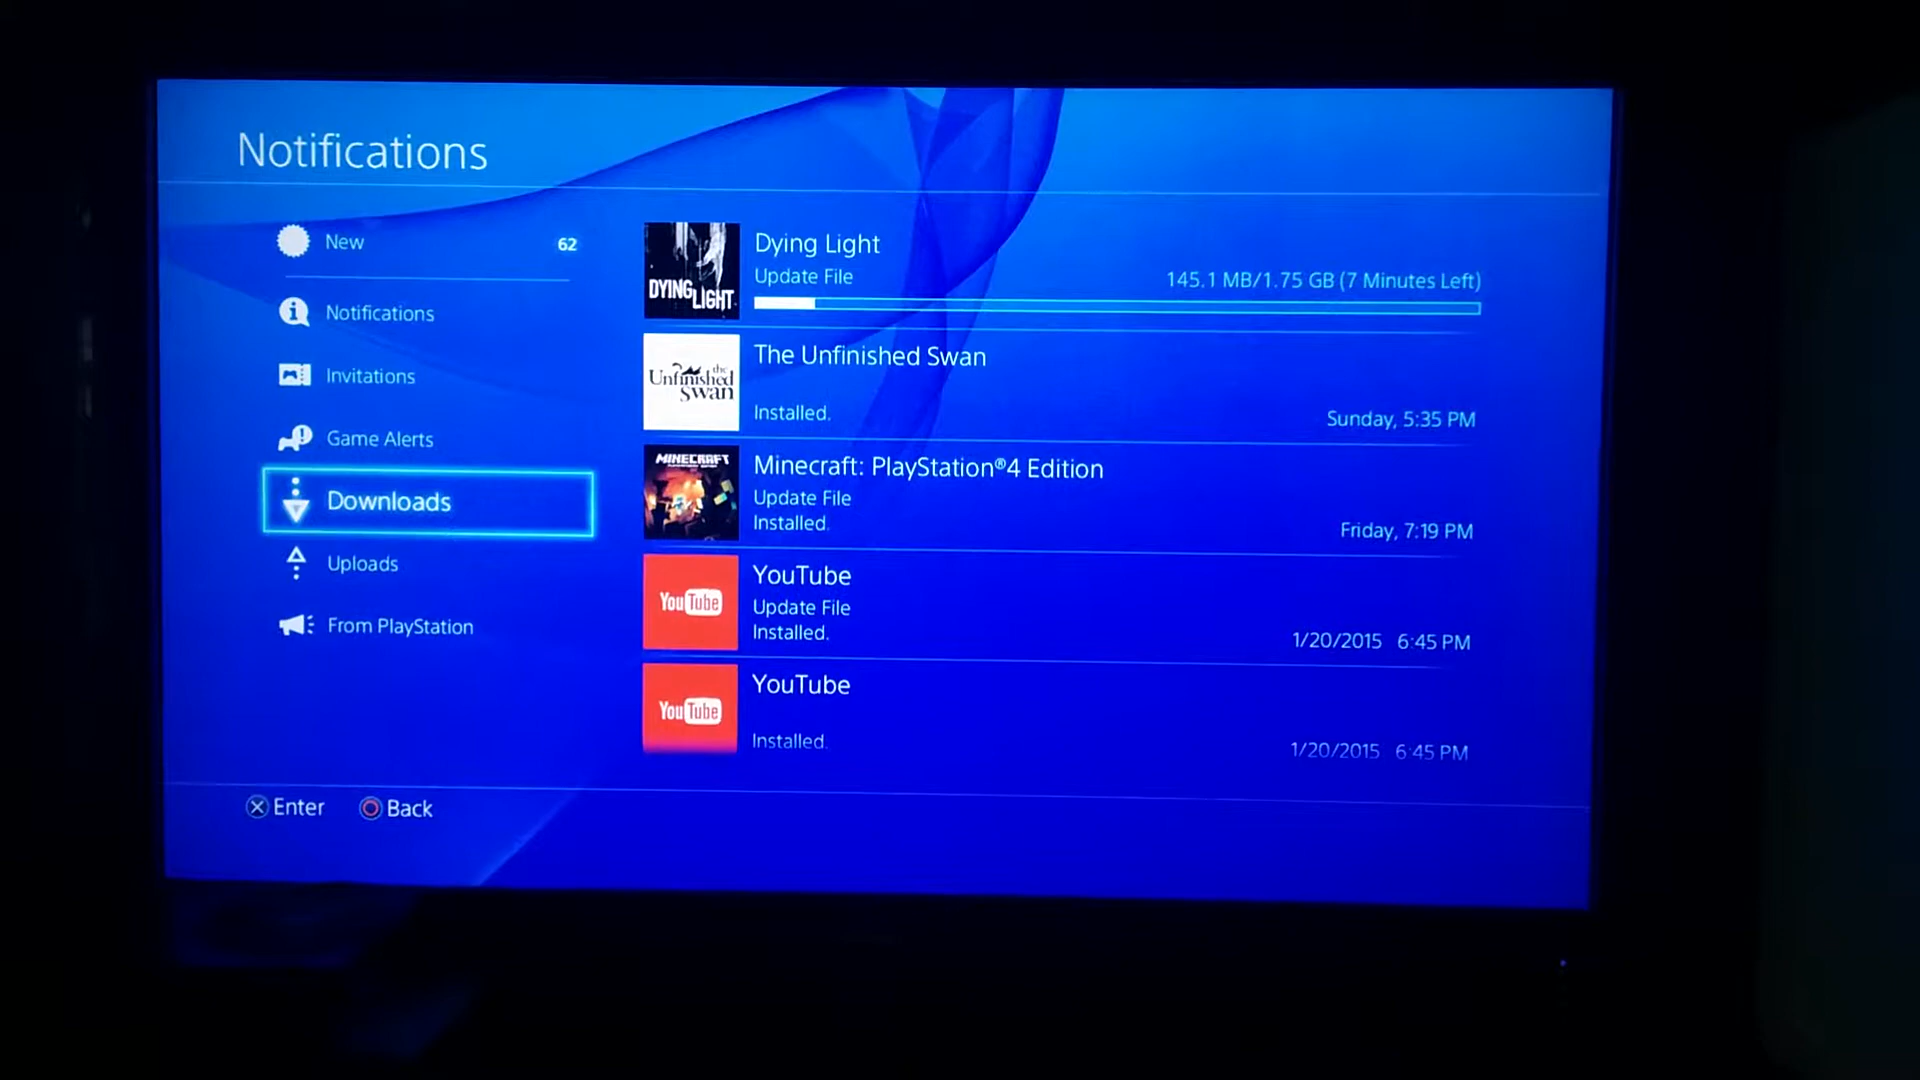 Notifications
New 62
Notifications
Invitations
Game Alerts
Downloads
Uploads
From PlayStation
DYING LIGHT
Dying Light
Update File
145.1 MB/1.75 GB (7 Minutes Left)
the
Unfinished
Swan
The Unfinished Swan
Installed.
Sunday, 5:35 PM
MINECRAFT
Minecraft: PlayStation®4 Edition
Update File
Installed.
Friday, 7:19 PM
YouTube
YouTube
Update File
Installed.
1/20/2015 6:45 PM
YouTube
YouTube
Installed.
1/20/2015 6:45 PM
Enter Back